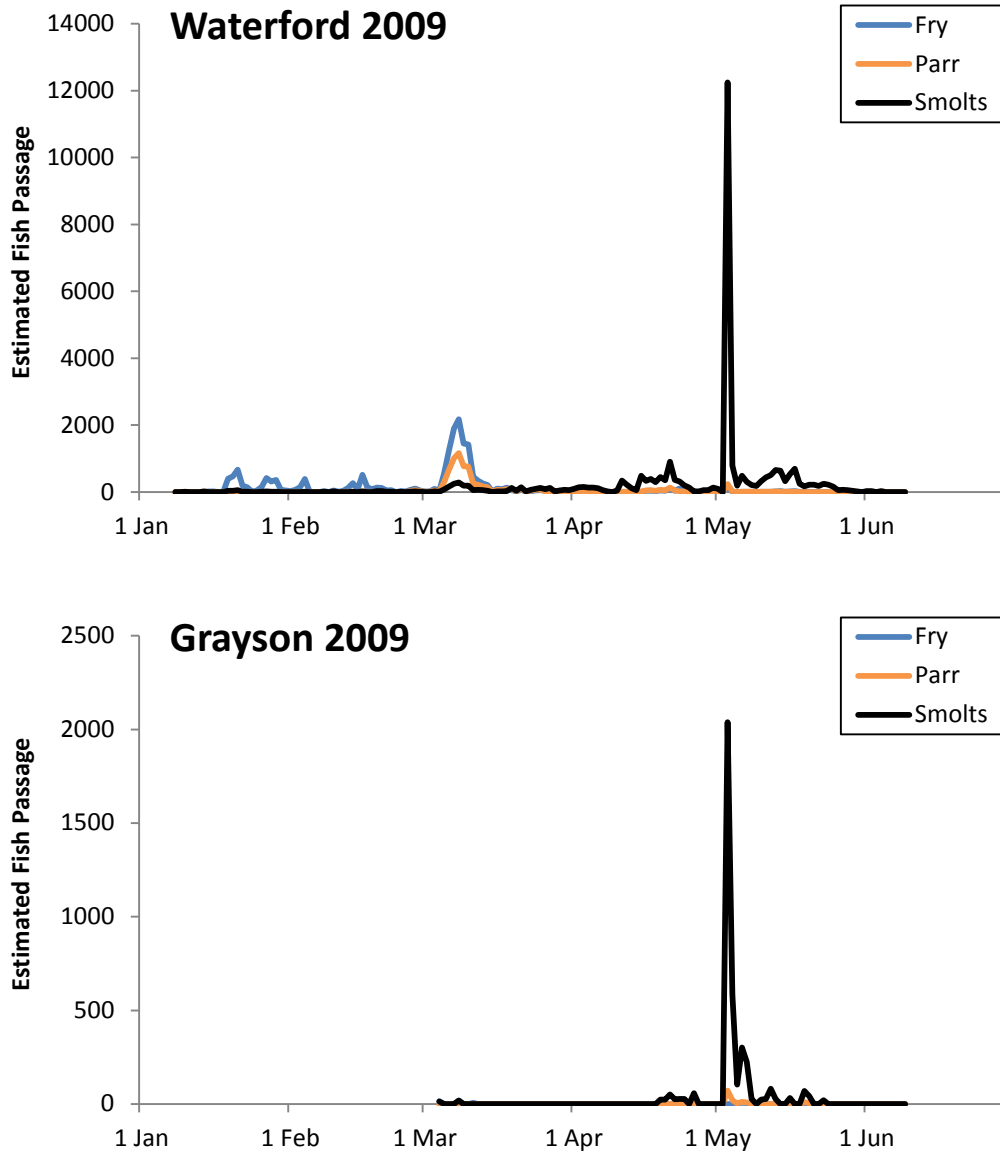 Waterford 2009
Fry
Parr
Smolts
Estimated Fish Passage
14000
12000
10000
8000
6000
4000
2000
0
1 Jan 1 Feb 1 Mar 1 Apr 1 May 1 Jun
Grayson 2009
Fry
Parr
Smolts
Estimated Fish Passage
2500
2000
1500
1000
500
0
1 Jan 1 Feb 1 Mar 1 Apr 1 May 1 Jun